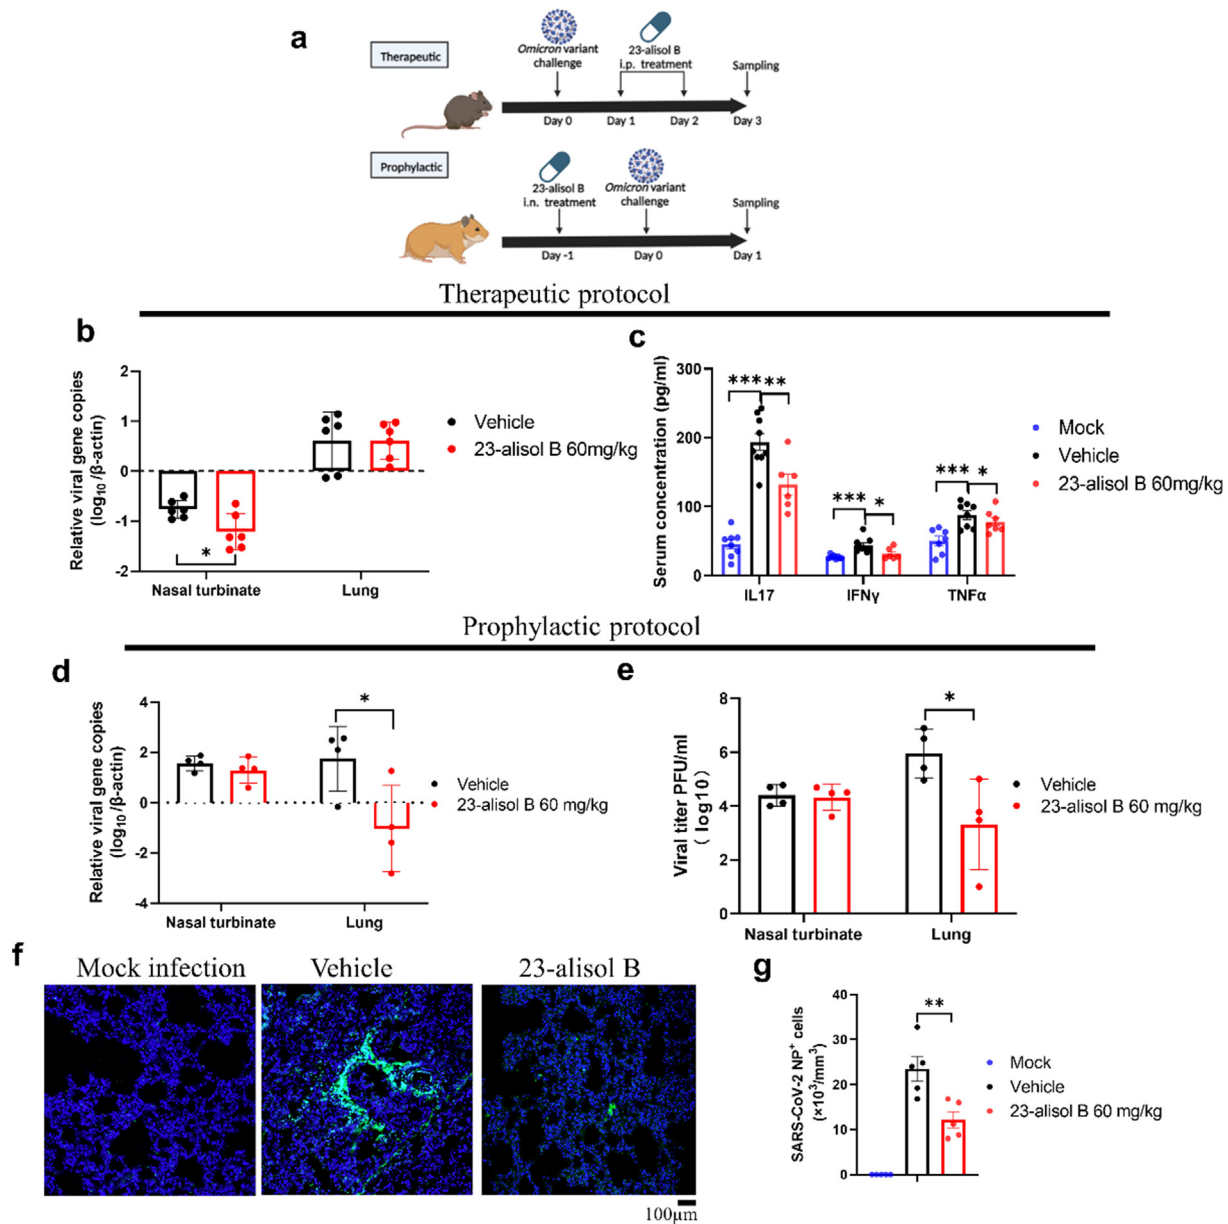 a
Therapeutic
Omicron variant
challenge
23-alisol B
i.p. treatment
Sampling
Day 0
Day 1
Day 2
Day 3
Prophylactic
23-alisol B
i.n. treatment
Omicron variant
challenge
Sampling
Day -1
Day 0
Day 1
Therapeutic protocol
b
Relative viral gene copies
(log10/β-actin)
2
1
0
-1
-2
*
Nasal turbinate
Lung
Vehicle
23-alisol B 60mg/kg
c
Serum concentration (pg/ml)
300
200
100
0
*** **
*** *
*** *
IL17
IFNγ
TNFα
Mock
Vehicle
23-alisol B 60mg/kg
Prophylactic protocol
d
Relative viral gene copies
(log10/β-actin)
4
2
0
-2
-4
*
Nasal turbinate
Lung
Vehicle
23-alisol B 60 mg/kg
e
Viral titer PFU/ml
( log10)
8
6
4
2
0
*
Nasal turbinate
Lung
Vehicle
23-alisol B 60 mg/kg
f
Mock infection
Vehicle
23-alisol B
100μm
g
SARS-CoV-2 NP+ cells
(×10³/mm³)
40
30
20
10
0
**
Mock
Vehicle
23-alisol B 60 mg/kg